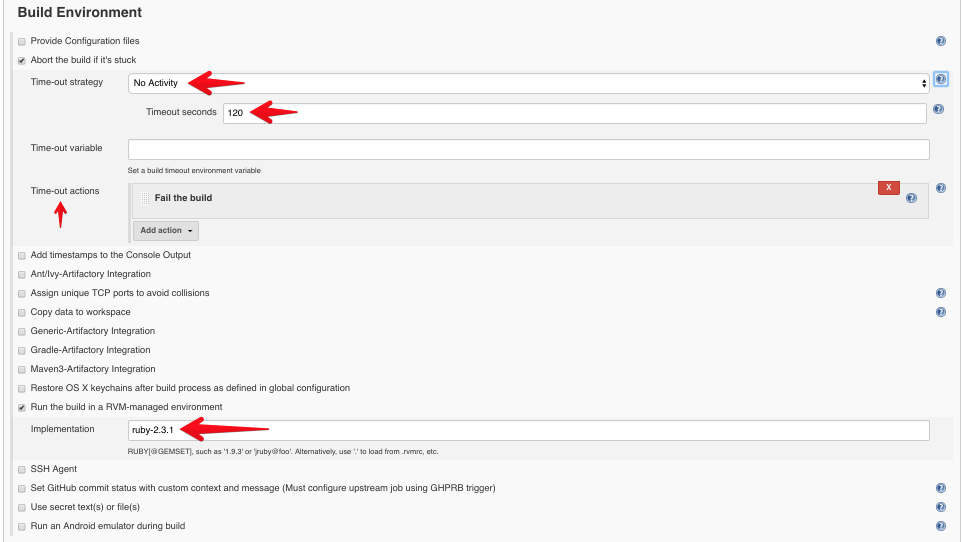 Build Environment
Provide Configuration files
Abort the build if it's stuck
Time-out strategy
No Activity
Timeout seconds
120
Time-out variable
Set a build timeout environment variable
Time-out actions
X
Fail the build
Add action
Add timestamps to the Console Output
Ant/Ivy-Artifactory Integration
Assign unique TCP ports to avoid collisions
Copy data to workspace
Generic-Artifactory Integration
Gradle-Artifactory Integration
Maven3-Artifactory Integration
Restore OS X keychains after build process as defined in global configuration
Run the build in a RVM-managed environment
Implementation
ruby-2.3.1
RUBY[@GEMSET], such as '1.9.3' or 'jruby@foo'. Alternatively, use '.' to load from .rvmrc, etc.
SSH Agent
Set GitHub commit status with custom context and message (Must configure upstream job using GHPRB trigger)
Use secret text(s) or file(s)
Run an Android emulator during build